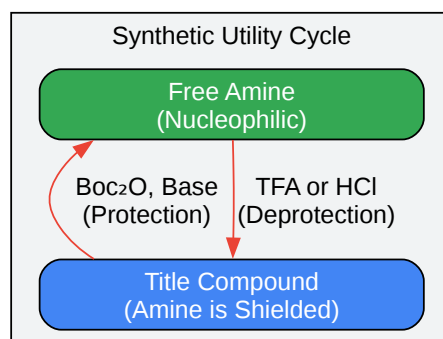 Synthetic Utility Cycle
Free Amine
(Nucleophilic)
Boc₂O, Base
(Protection)
TFA or HCl
(Deprotection)
Title Compound
(Amine is Shielded)